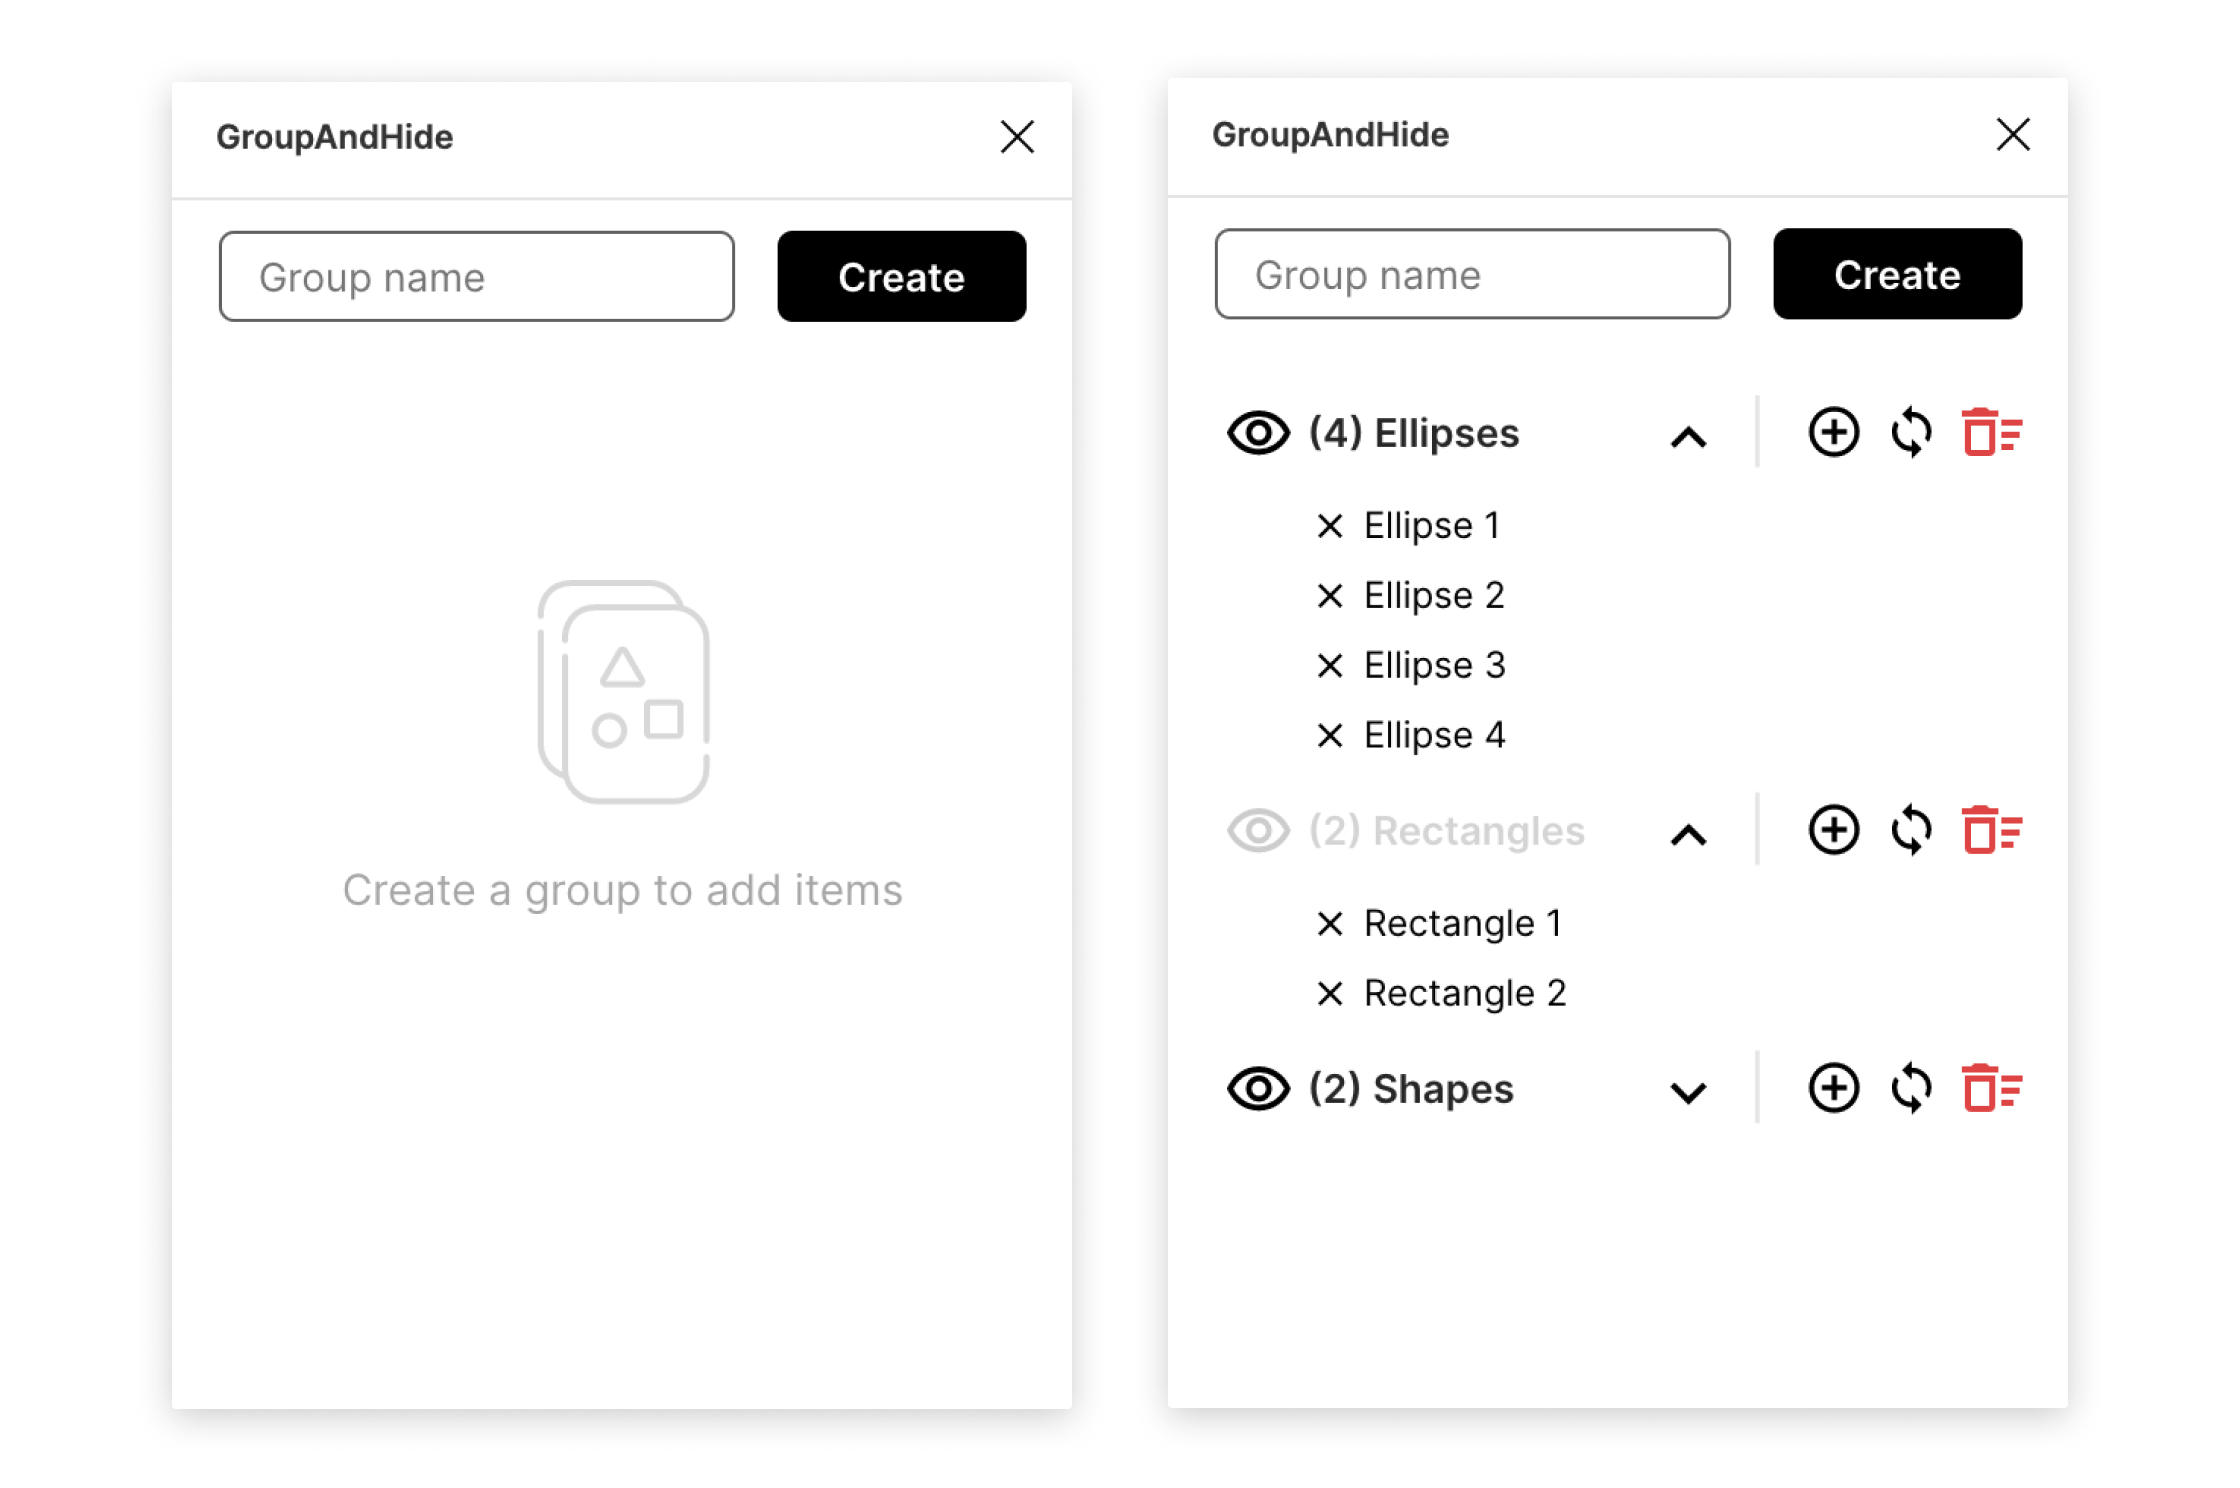 GroupAndHide
Group name
Create
Create a group to add items
GroupAndHide
Group name
Create
(4) Ellipses
Ellipse 1
Ellipse 2
Ellipse 3
Ellipse 4
(2) Rectangles
Rectangle 1
Rectangle 2
(2) Shapes